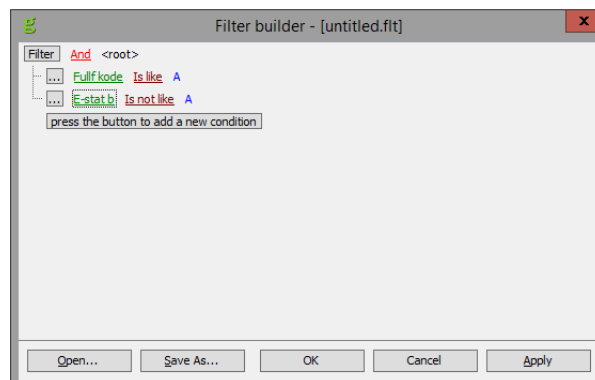 Filter builder - [untitled.flt] x
Filter And <root>
... Fullf kode Is like A
... E-stat b Is not like A
press the button to add a new condition
Open... Save As... OK Cancel Apply